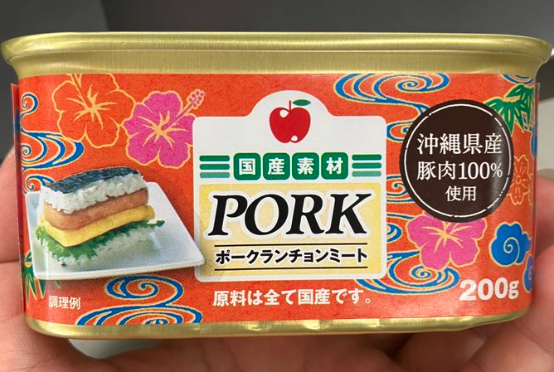 国産素材
PORK
ポークランチョンミート
原料は全て国産です。
沖縄県産
豚肉100%
使用
調理例
200g